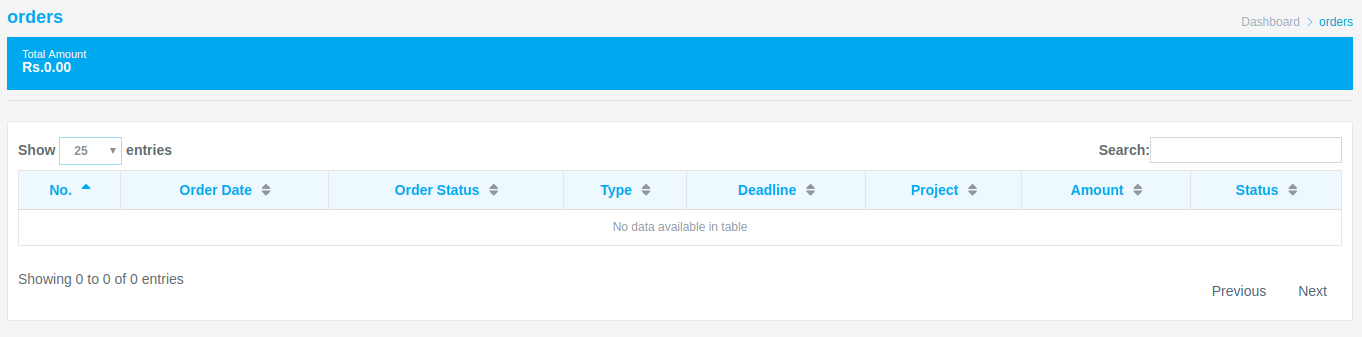 orders
Dashboard orders
Total Amount
Rs.0.00
Show 25 entries Search:
No. Order Date Order Status Type Deadline Project Amount Status
No data available in table
Showing 0 to 0 of 0 entries
Previous Next